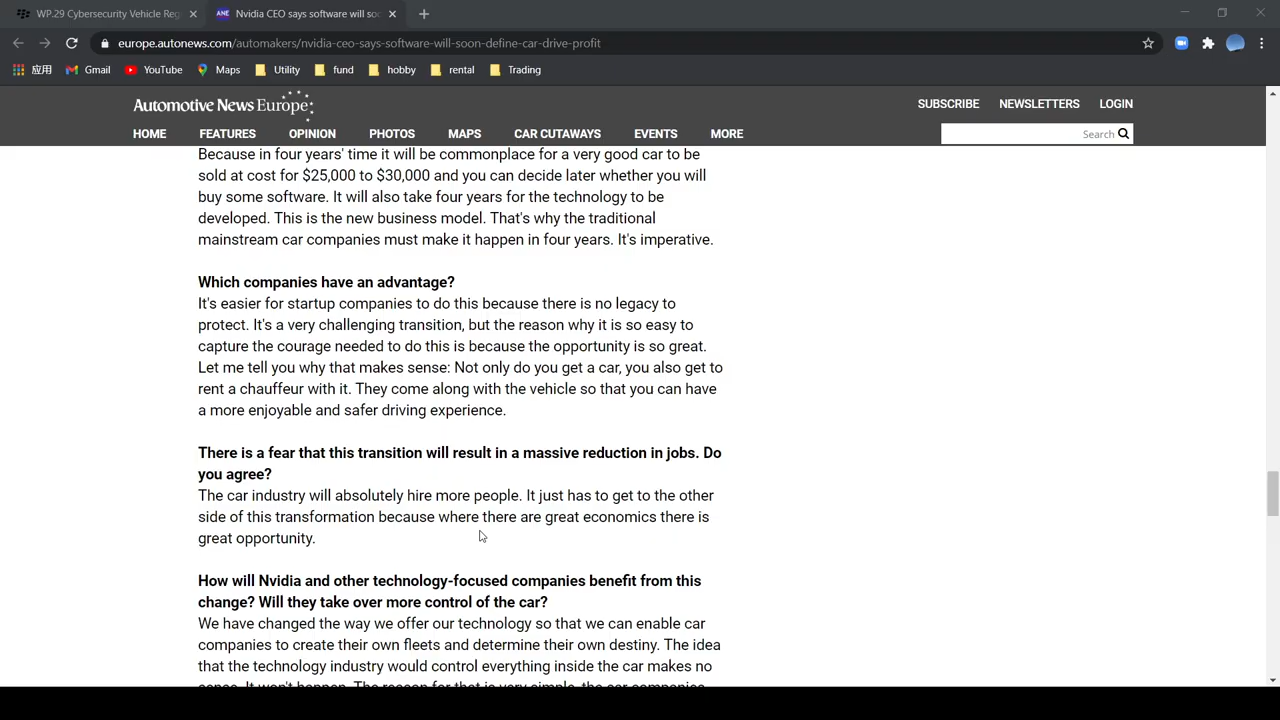 WP.29 Cybersecurity Vehicle Reg
ANE Nvidia CEO says software will soo
europe.autonews.com/automakers/nvidia-ceo-says-software-will-soon-define-car-drive-profit
应用 Gmail YouTube Maps Utility fund hobby rental Trading
Automotive News Europe SUBSCRIBE NEWSLETTERS LOGIN
HOME FEATURES OPINION PHOTOS MAPS CAR CUTAWAYS EVENTS MORE Search
Because in four years' time it will be commonplace for a very good car to be
sold at cost for $25,000 to $30,000 and you can decide later whether you will
buy some software. It will also take four years for the technology to be
developed. This is the new business model. That's why the traditional
mainstream car companies must make it happen in four years. It's imperative.
Which companies have an advantage?
It's easier for startup companies to do this because there is no legacy to
protect. It's a very challenging transition, but the reason why it is so easy to
capture the courage needed to do this is because the opportunity is so great.
Let me tell you why that makes sense: Not only do you get a car, you also get to
rent a chauffeur with it. They come along with the vehicle so that you can have
a more enjoyable and safer driving experience.
There is a fear that this transition will result in a massive reduction in jobs. Do
you agree?
The car industry will absolutely hire more people. It just has to get to the other
side of this transformation because where there are great economics there is
great opportunity.
How will Nvidia and other technology-focused companies benefit from this
change? Will they take over more control of the car?
We have changed the way we offer our technology so that we can enable car
companies to create their own fleets and determine their own destiny. The idea
that the technology industry would control everything inside the car makes no
sense. It won't happen. The reason for that is very simple, the car companies